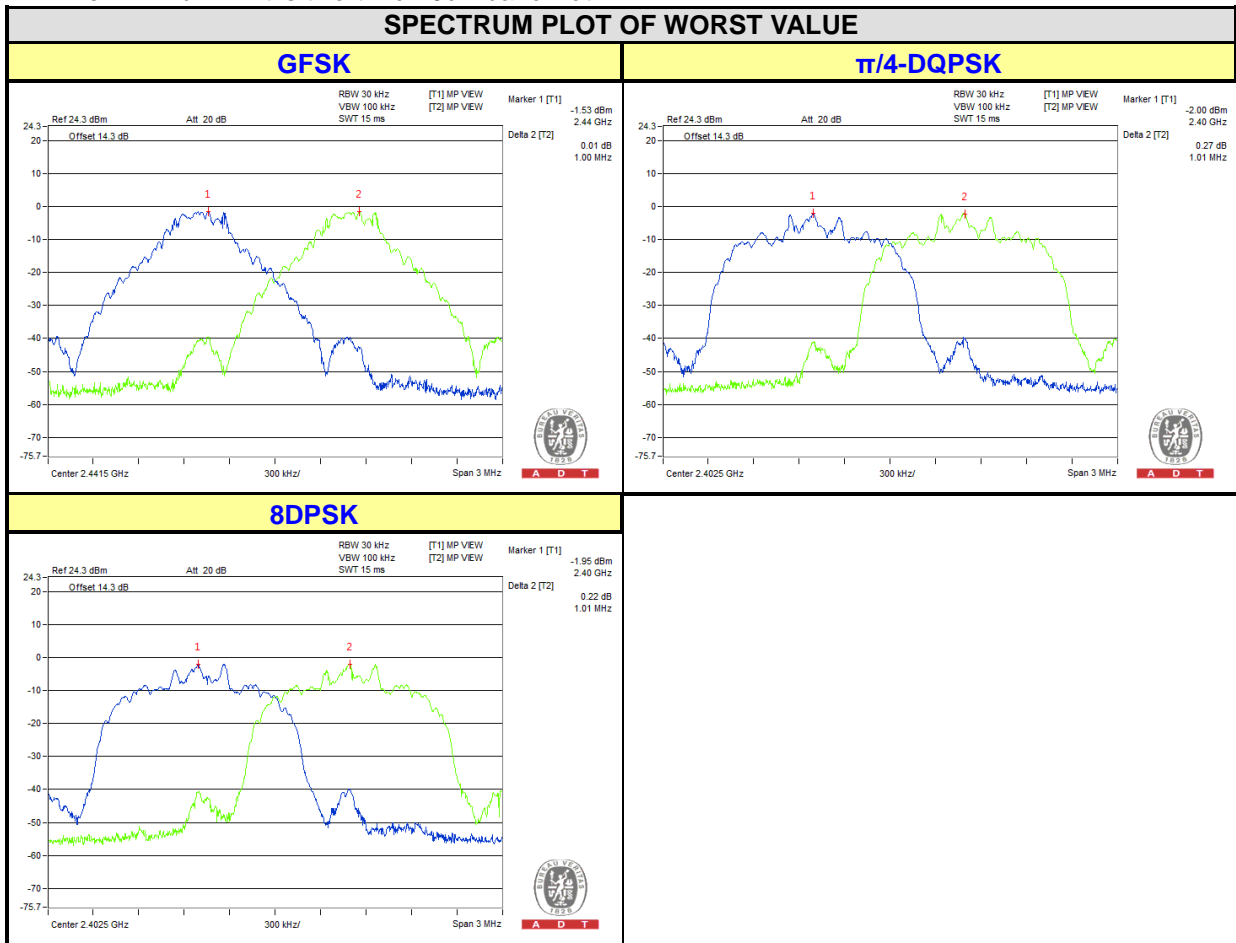 SPECTRUM PLOT OF WORST VALUE
GFSK
π/4-DQPSK
RBW 30 kHz
[T1] MP VIEW
VBW 100 kHz
[T2] MP VIEW
SWT 15 ms
Marker 1 [T1]
-1.53 dBm
2.44 GHz
Delta 2 [T2]
0.01 dB
1.00 MHz
Ref 24.3 dBm
Att 20 dB
Offset 14.3 dB
24.3
20
10
0
-10
-20
-30
-40
-50
-60
-70
-75.7
1
2
Center 2.4415 GHz
300 kHz/
Span 3 MHz
BUREAU VERITAS
1828
A D T
RBW 30 kHz
[T1] MP VIEW
VBW 100 kHz
[T2] MP VIEW
SWT 15 ms
Marker 1 [T1]
-2.00 dBm
2.40 GHz
Delta 2 [T2]
0.27 dB
1.01 MHz
Ref 24.3 dBm
Att 20 dB
Offset 14.3 dB
24.3
20
10
0
-10
-20
-30
-40
-50
-60
-70
-75.7
1
2
Center 2.4025 GHz
300 kHz/
Span 3 MHz
BUREAU VERITAS
1828
A D T
8DPSK
RBW 30 kHz
[T1] MP VIEW
VBW 100 kHz
[T2] MP VIEW
SWT 15 ms
Marker 1 [T1]
-1.95 dBm
2.40 GHz
Delta 2 [T2]
0.22 dB
1.01 MHz
Ref 24.3 dBm
Att 20 dB
Offset 14.3 dB
24.3
20
10
0
-10
-20
-30
-40
-50
-60
-70
-75.7
1
2
Center 2.4025 GHz
300 kHz/
Span 3 MHz
BUREAU VERITAS
1828
A D T